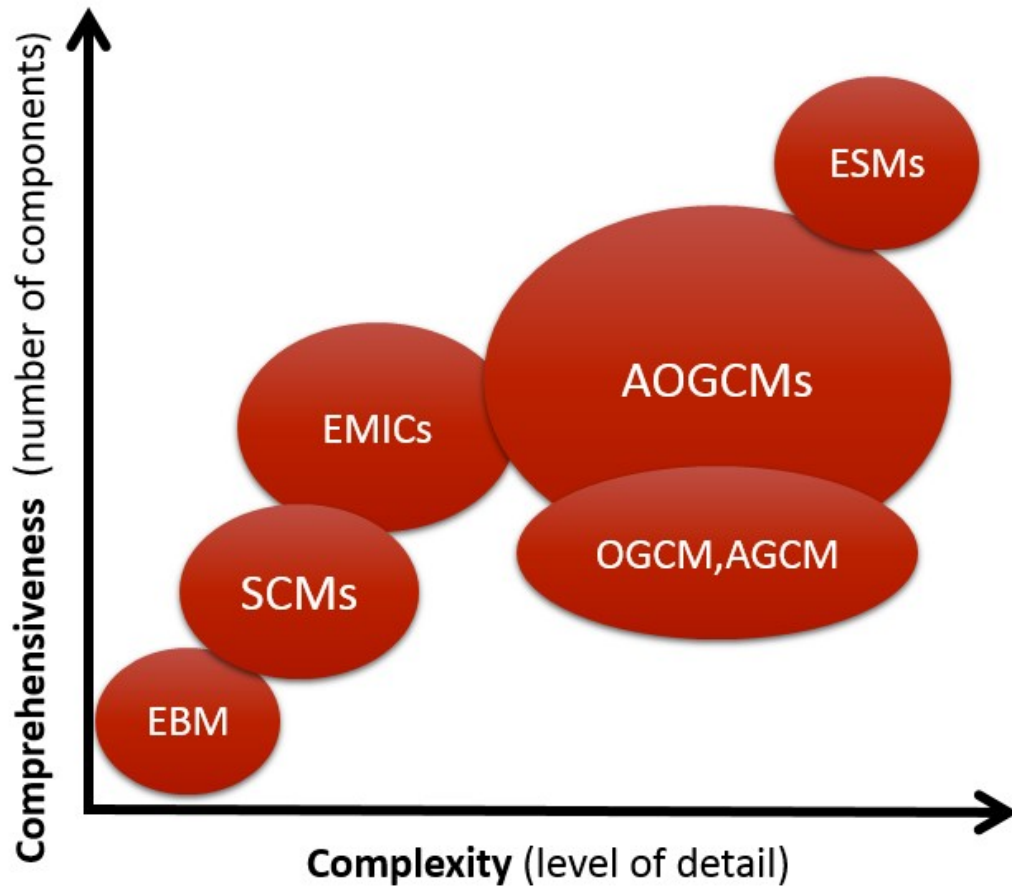 Comprehensiveness (number of components)
ESMs
AOGCMs
EMICs
OGCM,AGCM
SCMs
EBM
Complexity (level of detail)